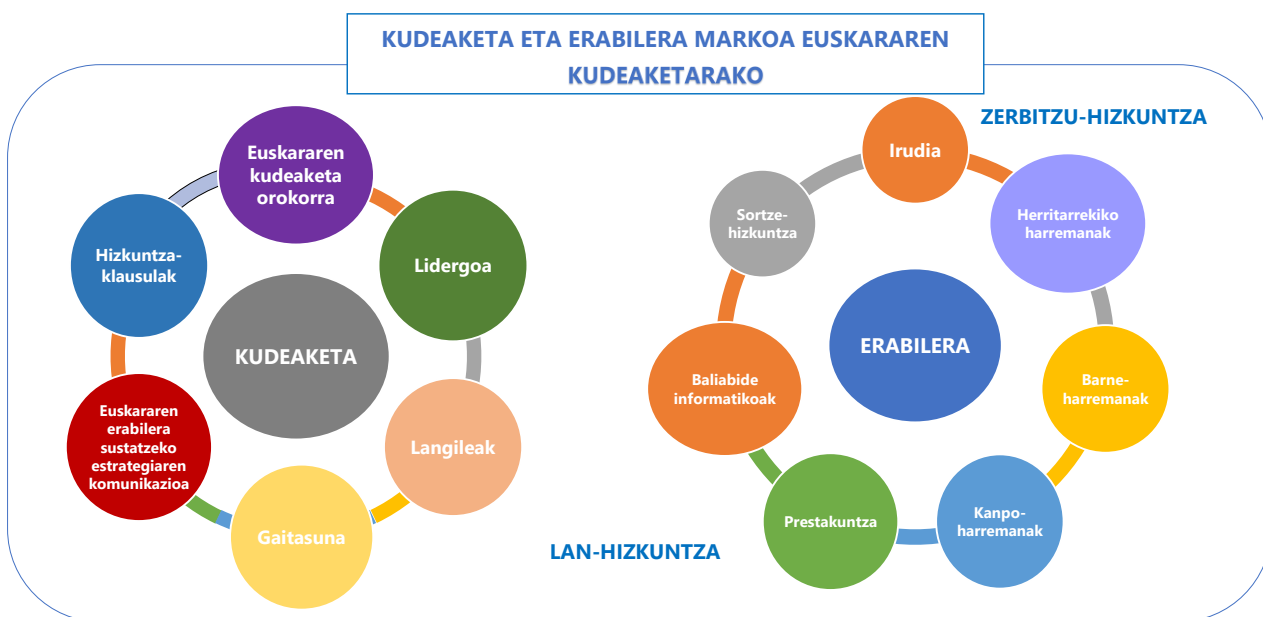 KUDEAKETA ETA ERABILERA MARKOA EUSKARAREN
KUDEAKETARAKO
Euskararen
kudeaketa
orokorra
Lidergoa
Langileak
Gaitasuna
Euskararen
erabilera
sustatzeko
estrategiaren
komunikazioa
Hizkuntza-
klausulak
KUDEAKETA
ZERBITZU-HIZKUNTZA
Irudia
Herritarrekiko
harremanak
Barne-
harremanak
Kanpo-
harremanak
Prestakuntza
Baliabide
informatikoak
Sortze-
hizkuntza
ERABILERA
LAN-HIZKUNTZA